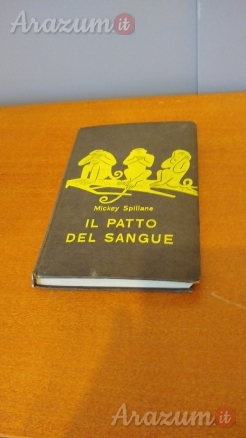 Arazum.it
Mickey Spillane
IL PATTO
DEL SANGUE
Arazum.it